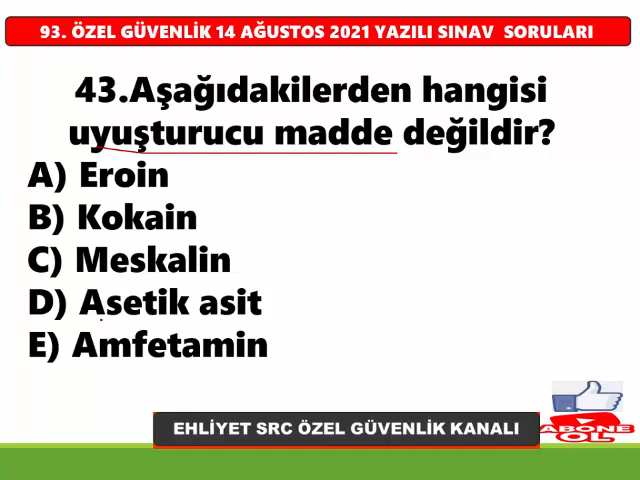 93. ÖZEL GÜVENLİK 14 AĞUSTOS 2021 YAZILI SINAV SORULARI
43.Aşağıdakilerden hangisi
uyuşturucu madde değildir?
A) Eroin
B) Kokain
C) Meskalin
D) Asetik asit
E) Amfetamin
EHLİYET SRC ÖZEL GÜVENLİK KANALI
ABONE
OL